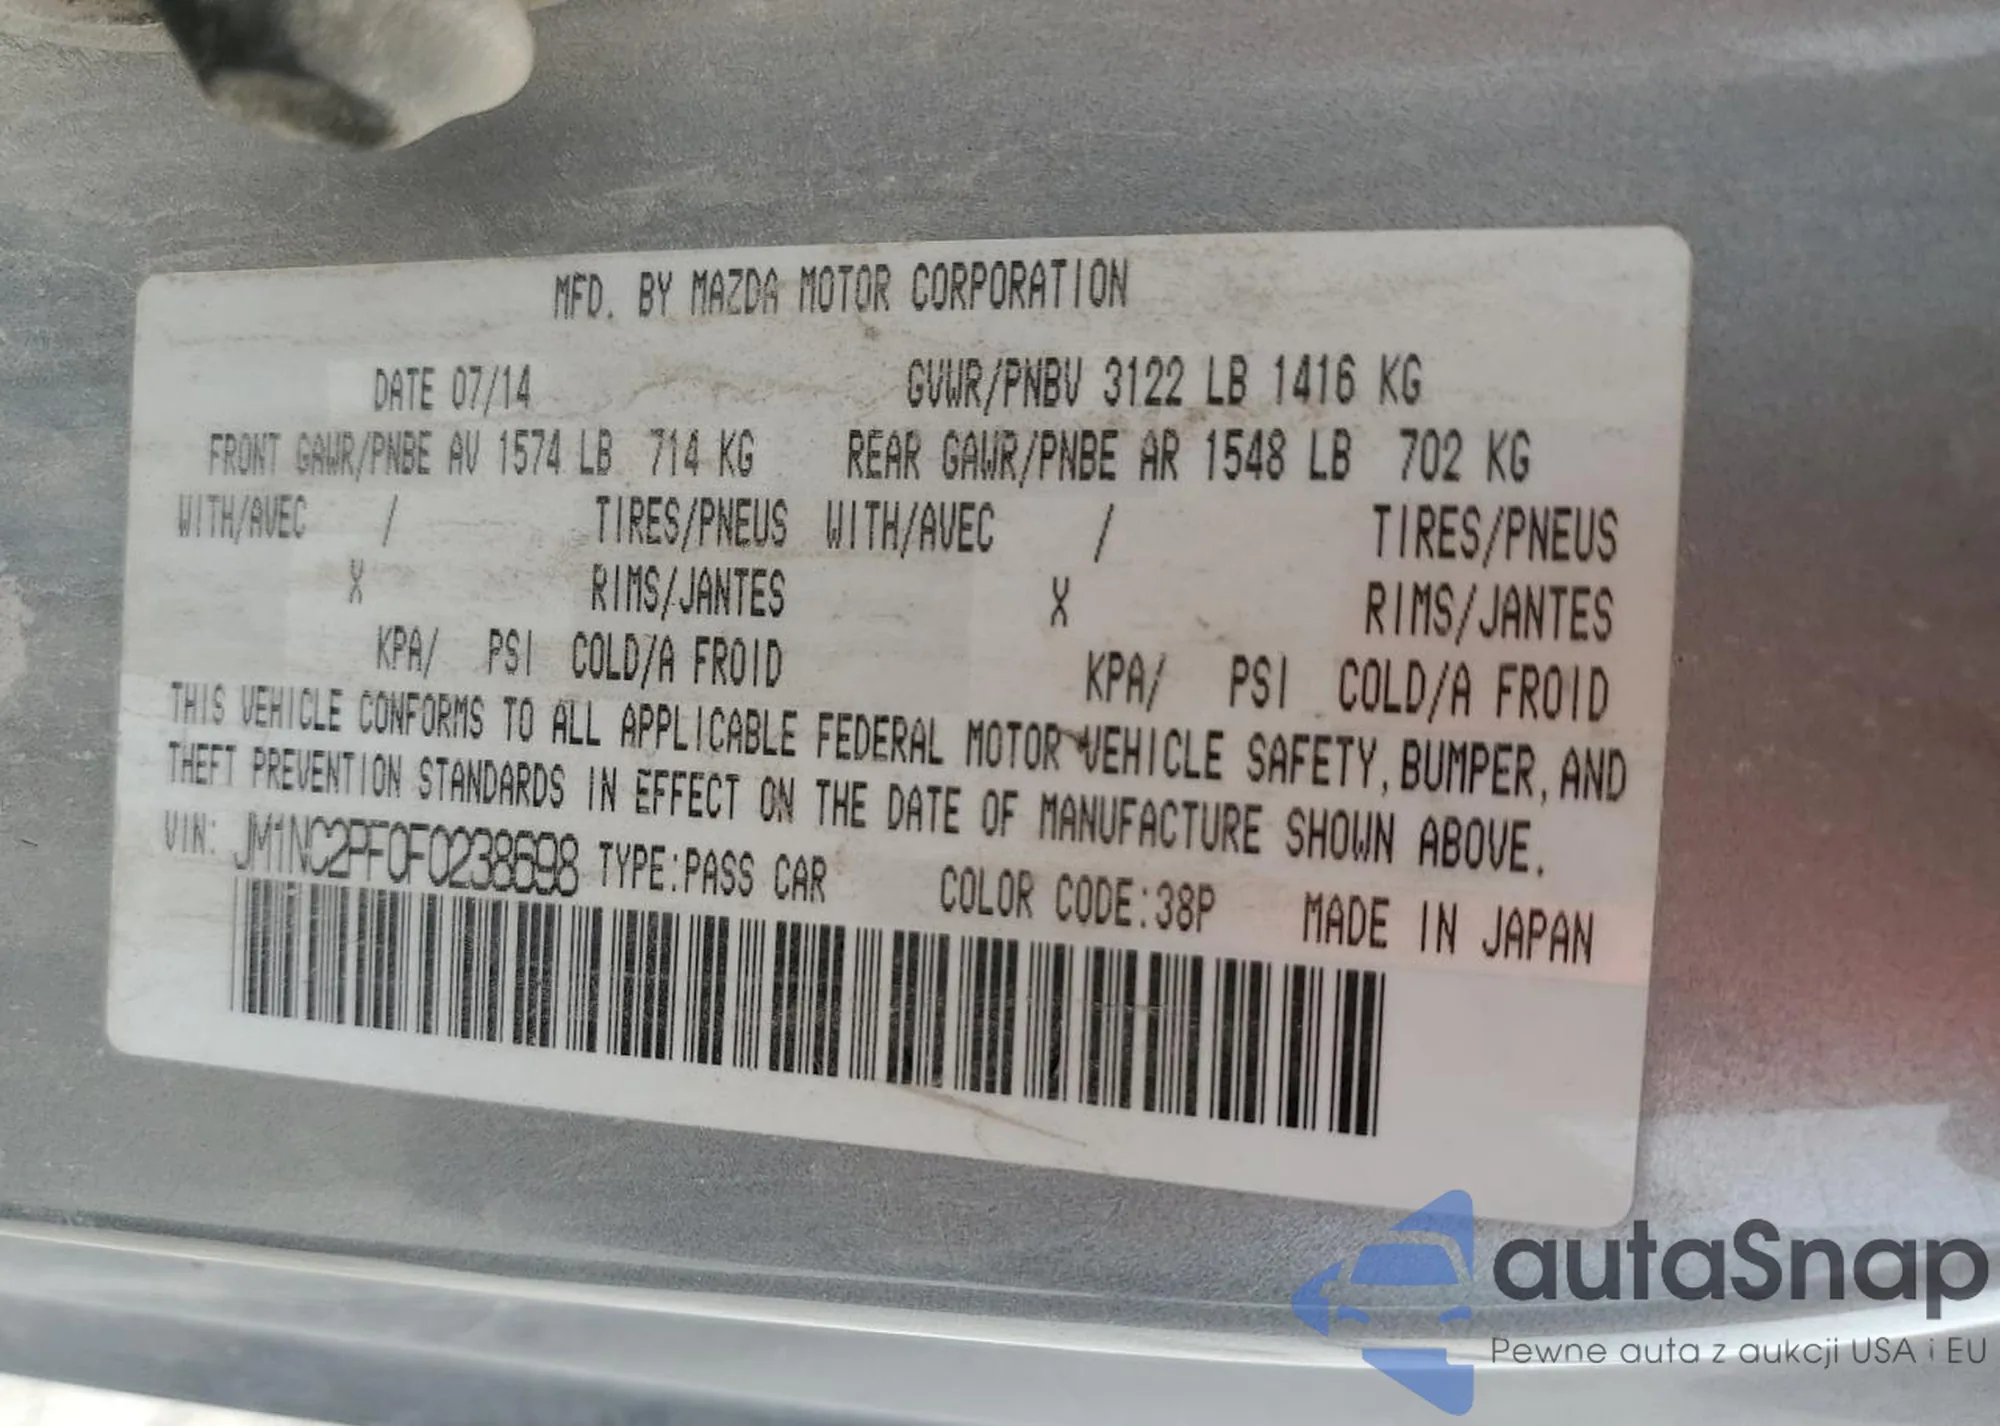 MFD. BY MAZDA MOTOR CORPORATION
DATE 07/14 GVWR/PNBV 3122 LB 1416 KG
FRONT GAWR/PNBE AV 1574 LB 714 KG REAR GAWR/PNBE AR 1548 LB 702 KG
WITH/AVEC / TIRES/PNEUS WITH/AVEC / TIRES/PNEUS
X RIMS/JANTES X RIMS/JANTES
KPA/ PSI COLD/A FROID KPA/ PSI COLD/A FROID
THIS VEHICLE CONFORMS TO ALL APPLICABLE FEDERAL MOTOR VEHICLE SAFETY, BUMPER, AND
THEFT PREVENTION STANDARDS IN EFFECT ON THE DATE OF MANUFACTURE SHOWN ABOVE.
VIN: JM1NC2PF0F0238698 TYPE:PASS CAR COLOR CODE:38P MADE IN JAPAN
autaSnap
Pewne auta z aukcji USA i EU